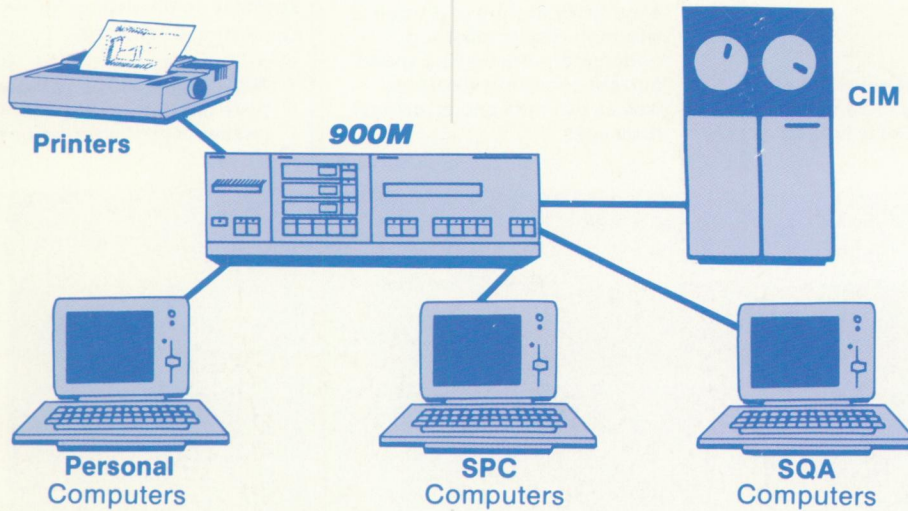 Printers
900M
CIM
Personal
Computers
SPC
Computers
SQA
Computers